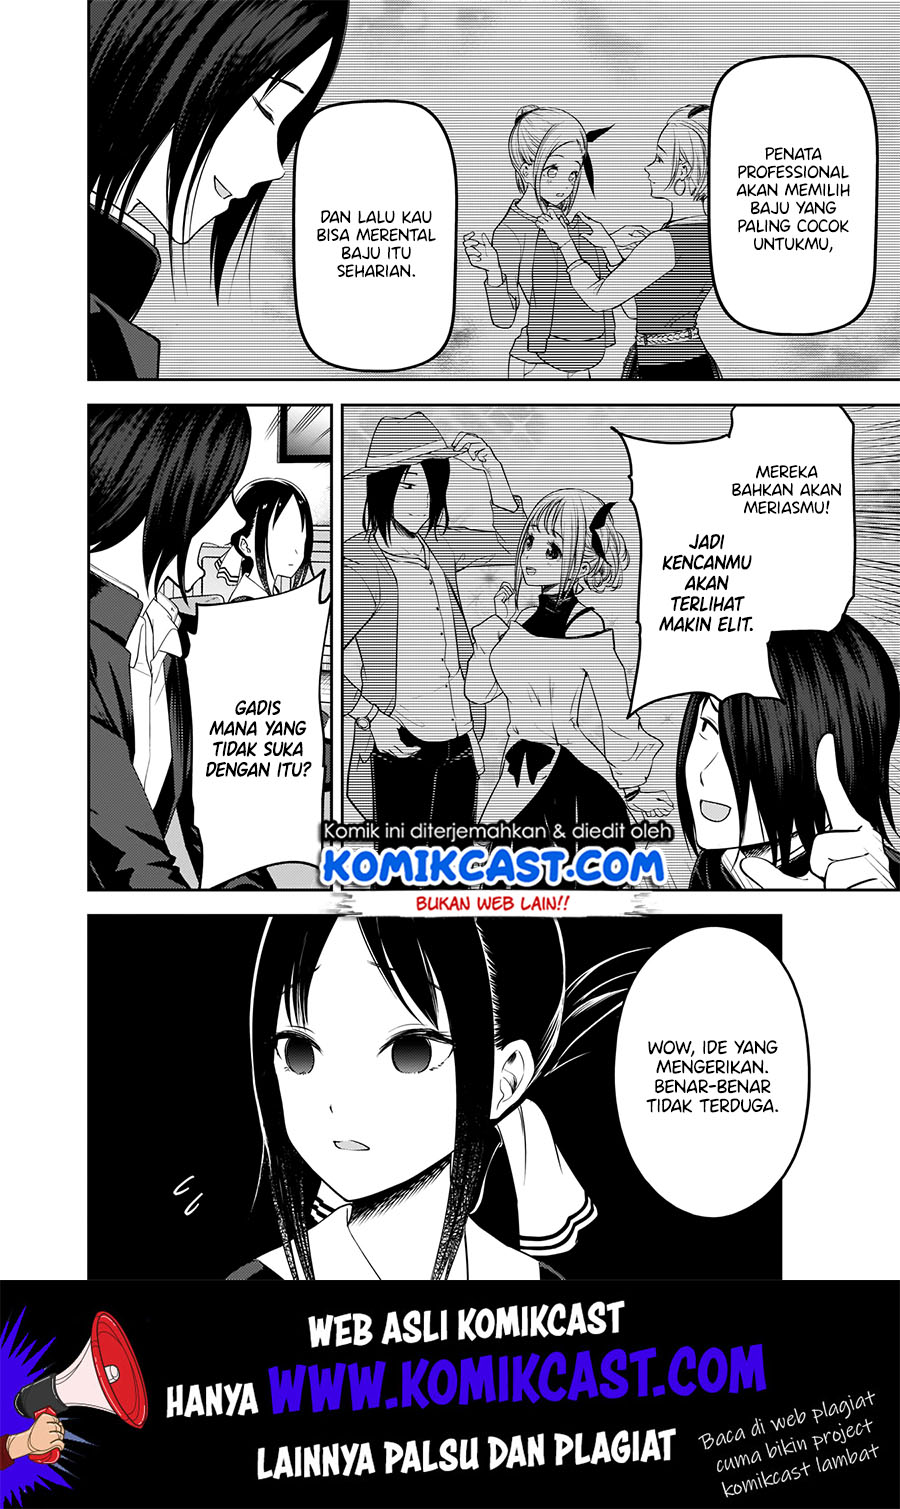 PENATA
PROFESSIONAL
AKAN MEMILIH
BAJU YANG
PALING COCOK
UNTUKMU,
DAN LALU KAU
BISA MERENTAL
BAJU ITU
SEHARIAN.
MEREKA
BAHKAN AKAN
MERIASMU!
JADI
KENCANMU
AKAN
TERLIHAT
MAKIN ELIT.
GADIS
MANA YANG
TIDAK SUKA
DENGAN ITU?
Komik ini diterjemahkan & diedit oleh
KOMIKCAST.COM
BUKAN WEB LAIN!!
WOW, IDE YANG
MENGERIKAN.
BENAR-BENAR
TIDAK TERDUGA.
WEB ASLI KOMIKCAST
HANYA WWW.KOMIKCAST.COM
LAINNYA PALSU DAN PLAGIAT
Baca di web plagiat
cuma bikin project
komikcast lambat